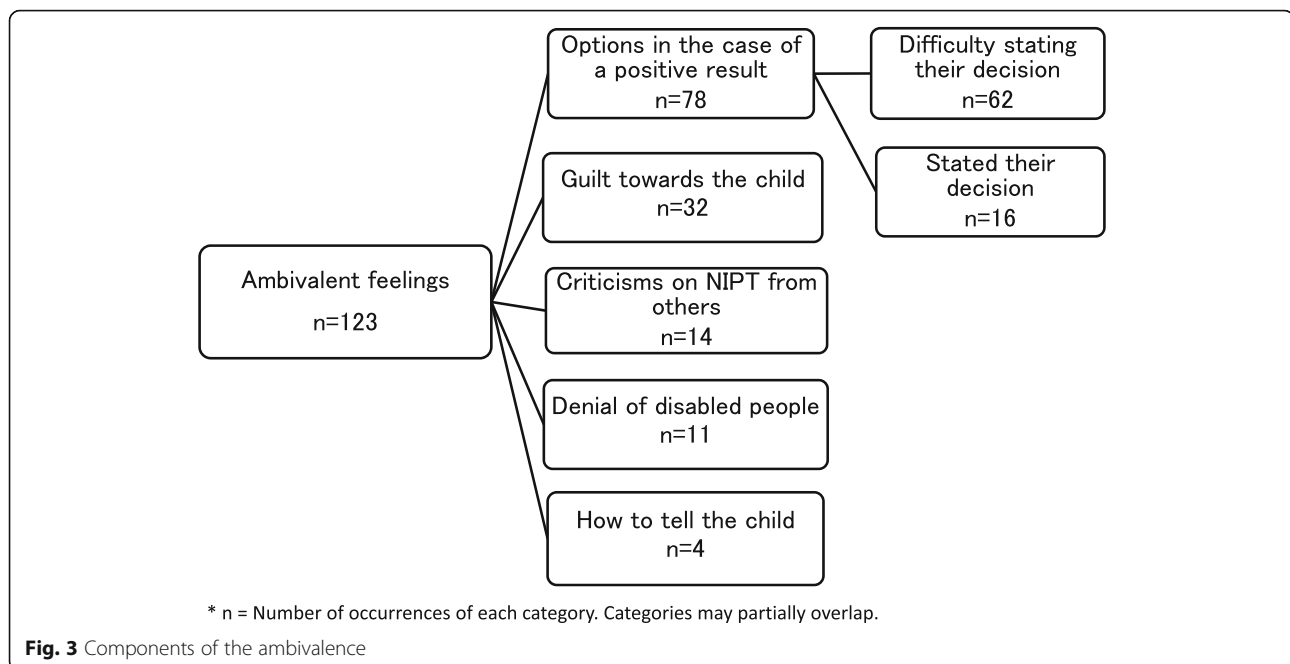 Options in the case of
a positive result
n=78
Difficulty stating
their decision
n=62
Stated their
decision
n=16
Guilt towards the child
n=32
Ambivalent feelings
n=123
Criticisms on NIPT from
others
n=14
Denial of disabled people
n=11
How to tell the child
n=4
* n = Number of occurrences of each category. Categories may partially overlap.
Fig. 3 Components of the ambivalence